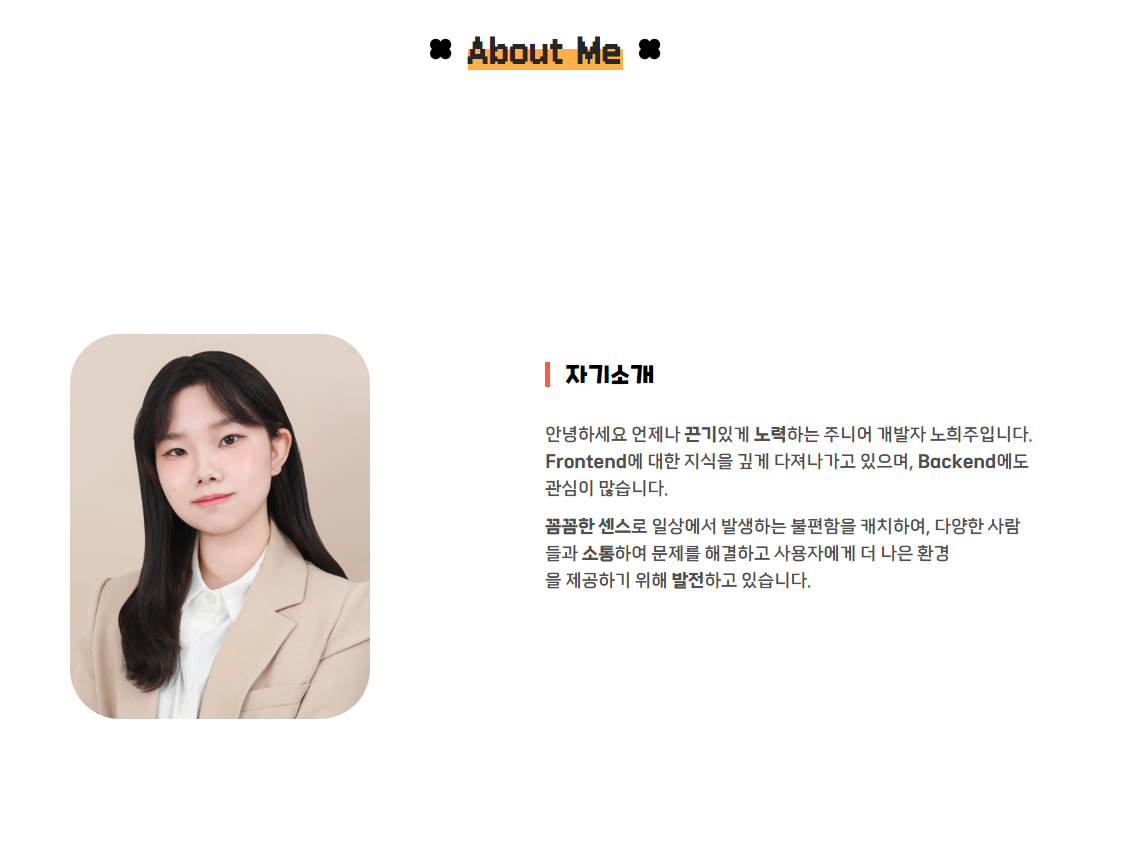 About Me
자기소개
안녕하세요 언제나 끈기있게 노력하는 주니어 개발자 노희주입니다.
Frontend에 대한 지식을 깊게 다져나가고 있으며, Backend에도
관심이 많습니다.
꼼꼼한 센스로 일상에서 발생하는 불편함을 캐치하여, 다양한 사람
들과 소통하여 문제를 해결하고 사용자에게 더 나은 환경
을 제공하기 위해 발전하고 있습니다.